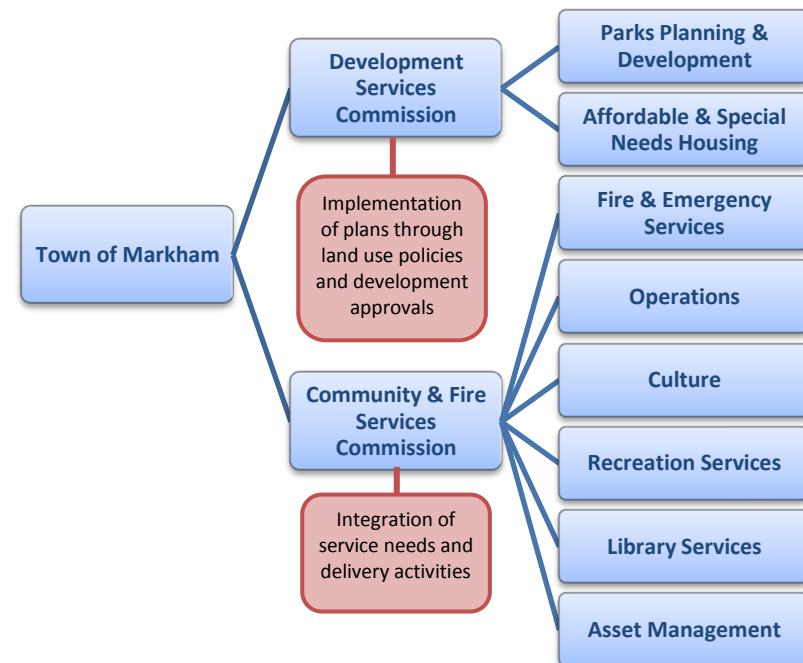 Town of Markham
Development
Services
Commission
Implementation
of plans through
land use policies
and development
approvals
Community & Fire
Services
Commission
Integration of
service needs and
delivery activities
Parks Planning &
Development
Affordable & Special
Needs Housing
Fire & Emergency
Services
Operations
Culture
Recreation Services
Library Services
Asset Management